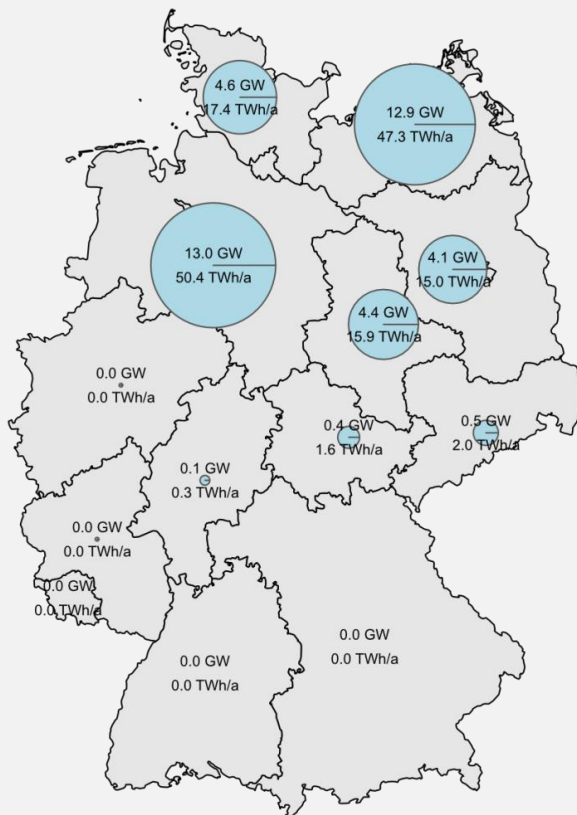 4.6 GW
17.4 TWh/a
12.9 GW
47.3 TWh/a
13.0 GW
50.4 TWh/a
4.1 GW
15.0 TWh/a
4.4 GW
15.9 TWh/a
0.0 GW
0.0 TWh/a
0.4 GW
1.6 TWh/a
0.5 GW
2.0 TWh/a
0.1 GW
0.3 TWh/a
0.0 GW
0.0 TWh/a
0.0 GW
0.0 TWh/a
0.0 GW
0.0 TWh/a
0.0 GW
0.0 TWh/a